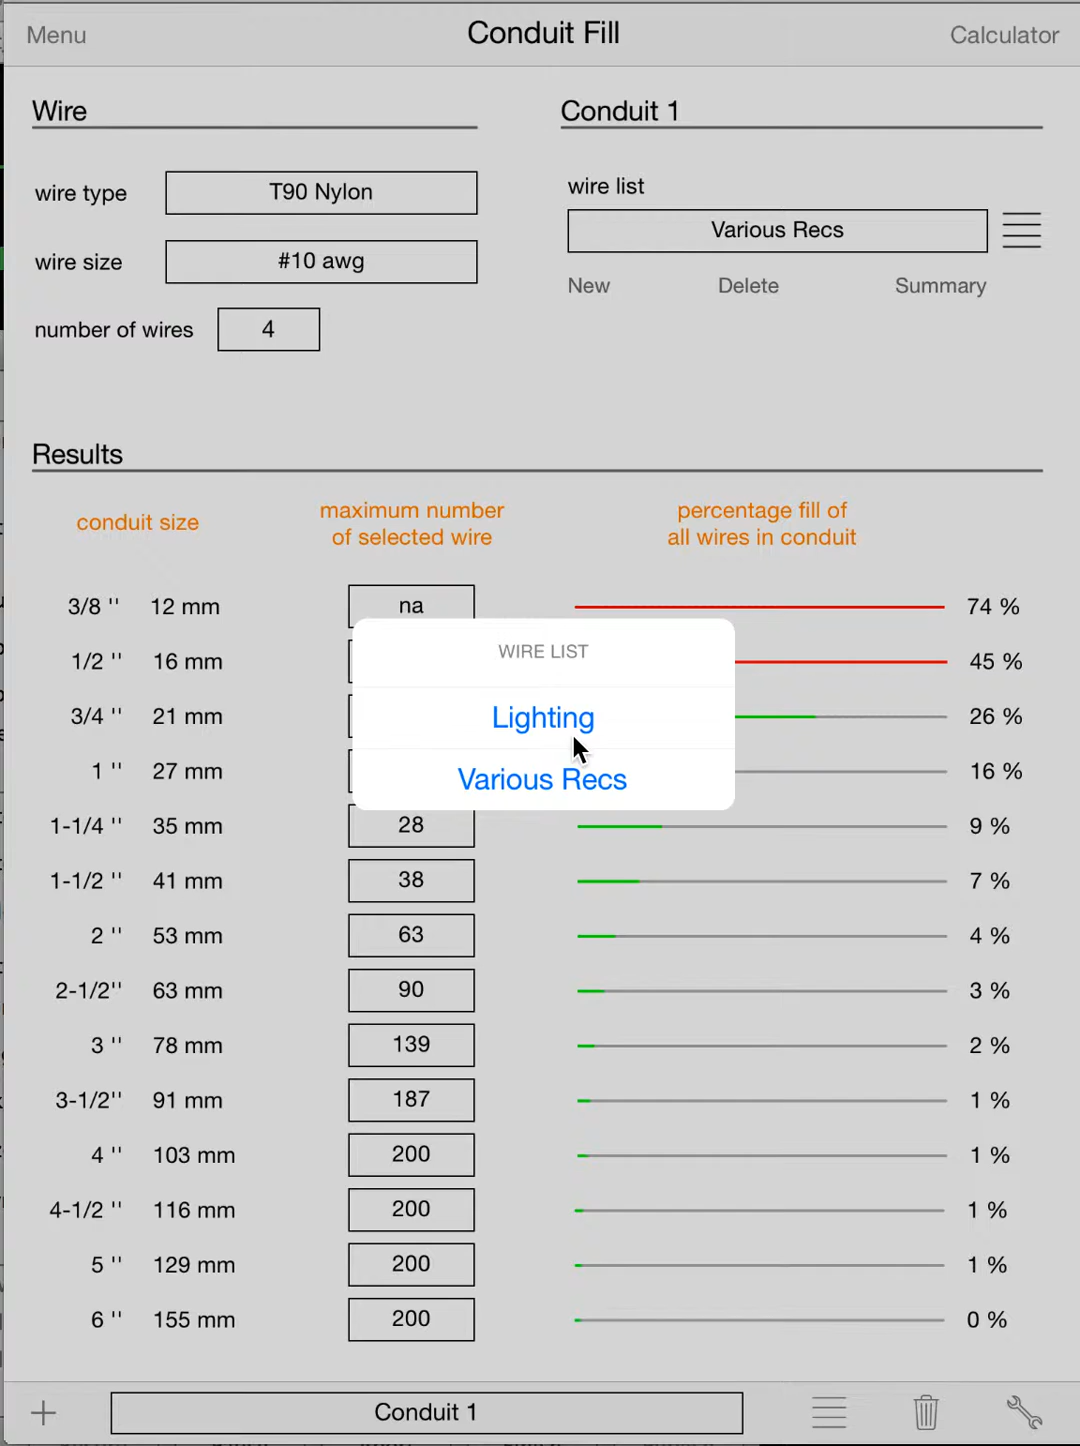 Menu
Conduit Fill
Calculator
Wire
Conduit 1
wire type
T90 Nylon
wire list
Various Recs
wire size
#10 awg
New
Delete
Summary
number of wires
4
Results
conduit size
maximum number
of selected wire
percentage fill of
all wires in conduit
3/8 '' 12 mm na 74 %
1/2 '' 16 mm 45 %
3/4 '' 21 mm 26 %
1 '' 27 mm 16 %
WIRE LIST
Lighting
Various Recs
1-1/4 '' 35 mm 28 9 %
1-1/2 '' 41 mm 38 7 %
2 '' 53 mm 63 4 %
2-1/2'' 63 mm 90 3 %
3 '' 78 mm 139 2 %
3-1/2'' 91 mm 187 1 %
4 '' 103 mm 200 1 %
4-1/2 '' 116 mm 200 1 %
5 '' 129 mm 200 1 %
6 '' 155 mm 200 0 %
Conduit 1